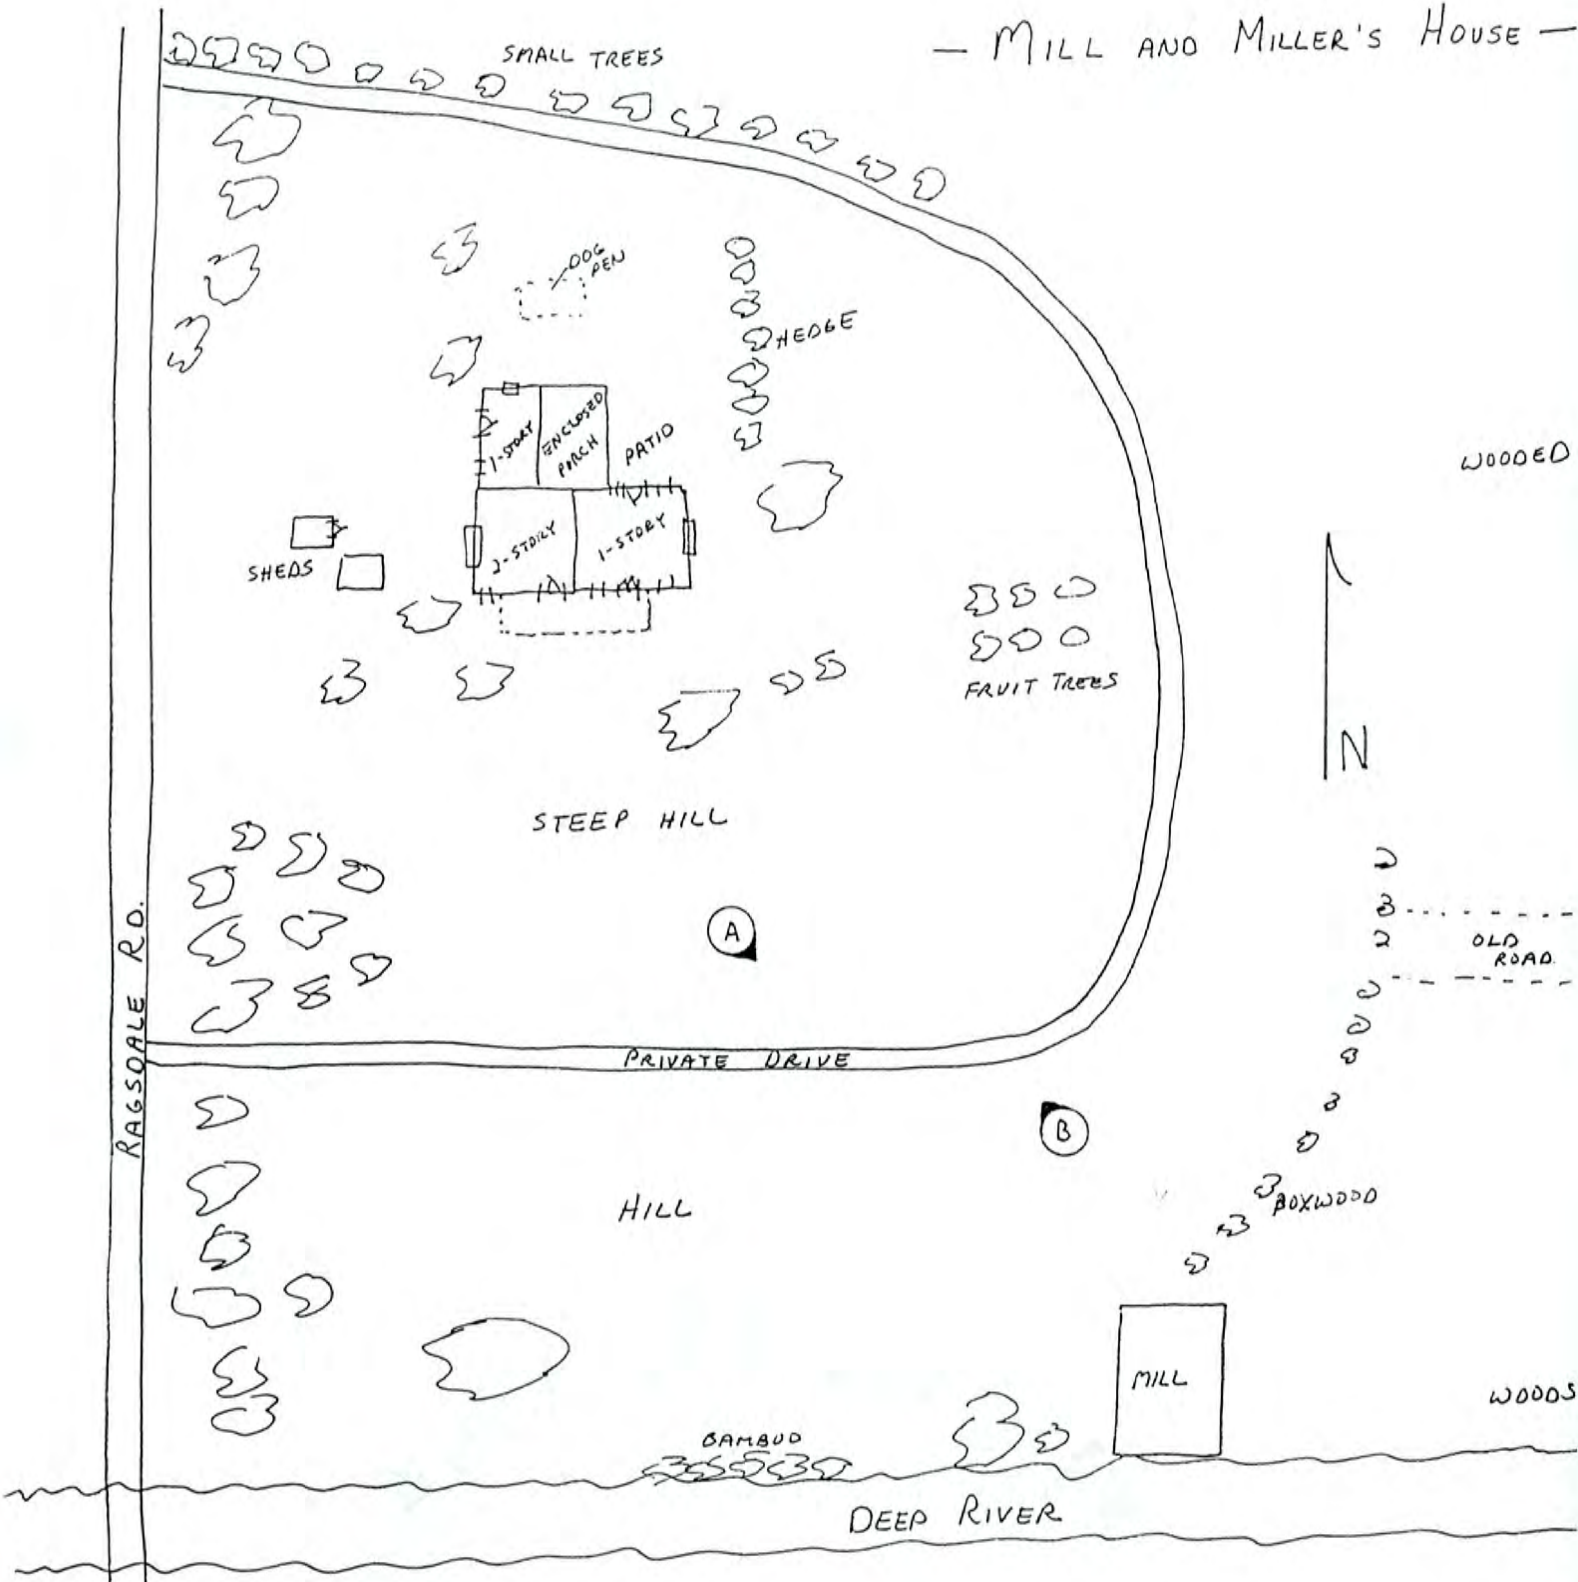 — MILL AND MILLER'S HOUSE —
SMALL TREES
DOG
PEN
HEDGE
1-STORY
ENCLOSED
PORCH
PATIO
WOODED
2-STORY
1-STORY
SHEDS
FRUIT TREES
N
STEEP HILL
A
OLD
ROAD
RAGSDALE RD.
PRIVATE DRIVE
B
HILL
BOXWOOD
MILL
WOODS
BAMBUO
DEEP RIVER